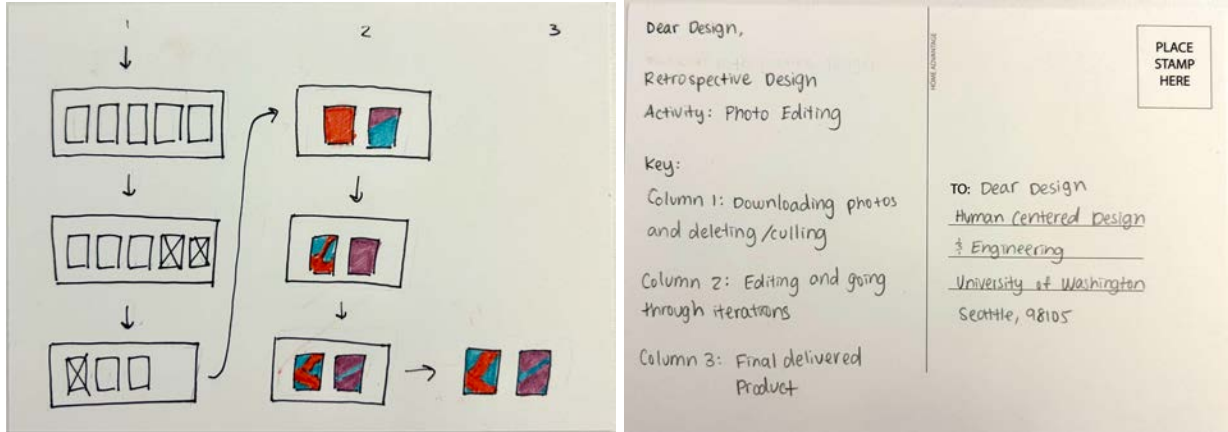 1 2 3
Dear Design,
Retrospective Design
Activity: Photo Editing
Key:
Column 1: Downloading photos
and deleting/culling
Column 2: Editing and going
through iterations
Column 3: Final delivered
Product
HOME ADVANTAGE
PLACE
STAMP
HERE
TO: Dear Design
Human Centered Design
& Engineering
University of Washington
Seattle, 98105